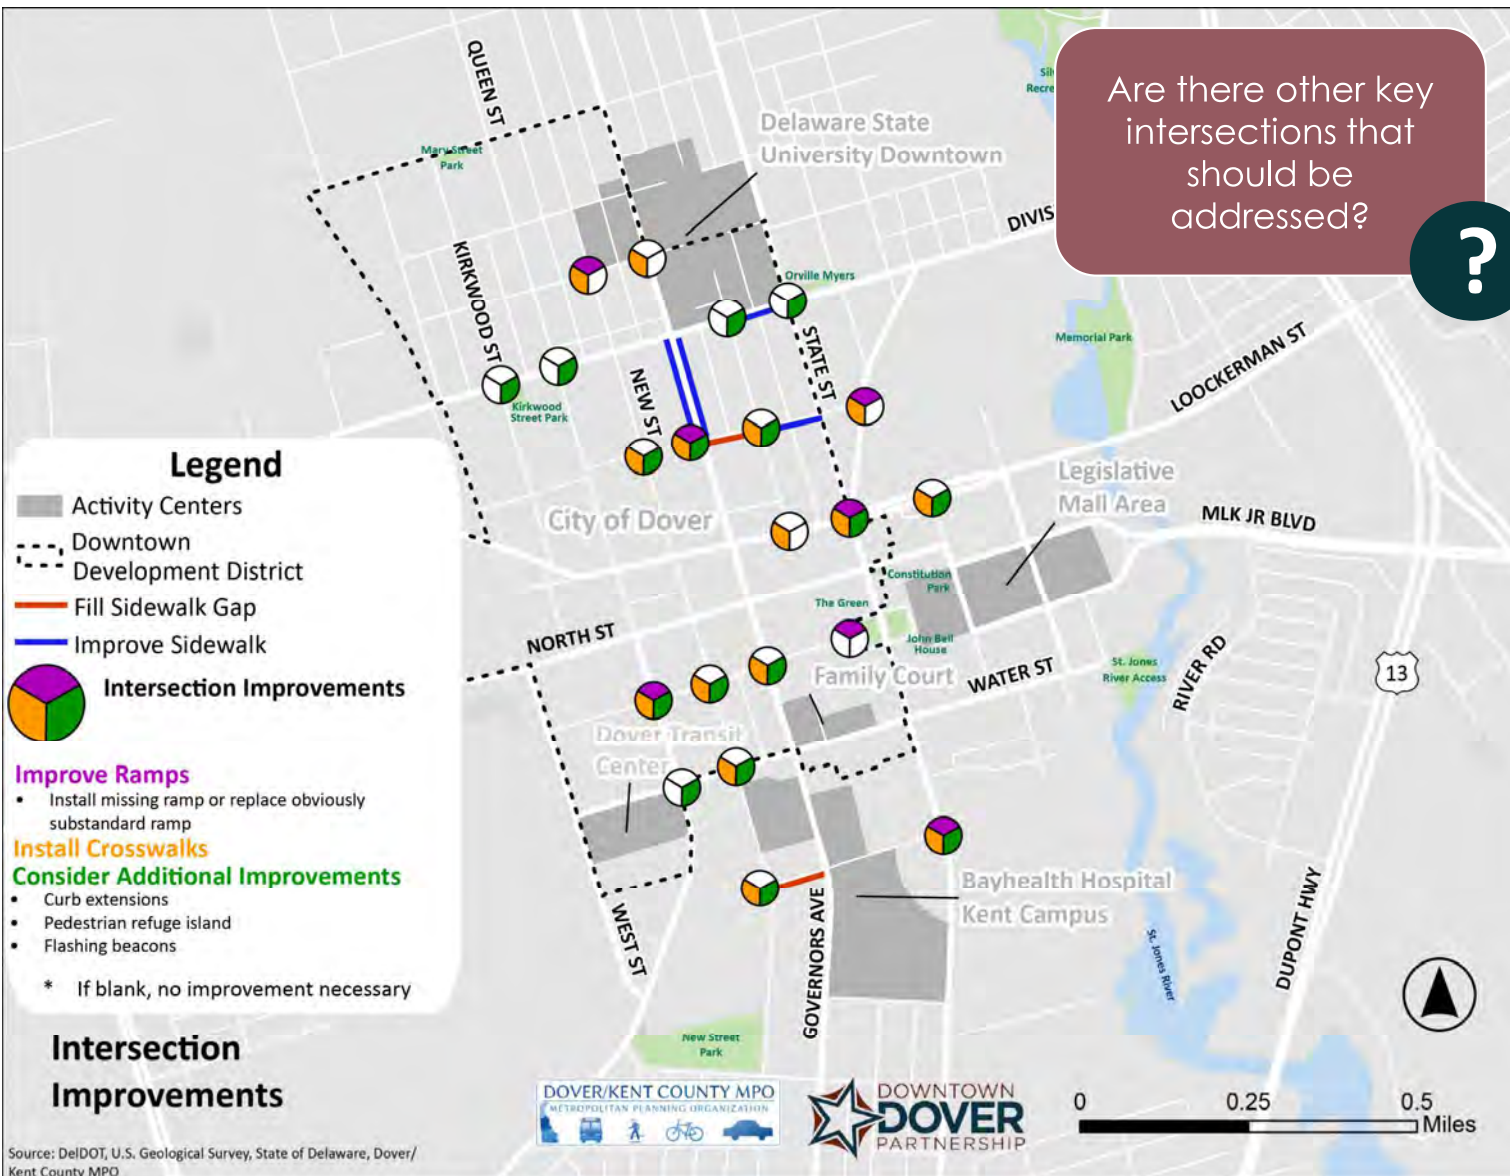 QUEEN ST
Mary Street
Park
Delaware State
University Downtown
Are there other key
intersections that
should be
addressed?
?
KIRKWOOD ST
Orville Myers
STATE ST
Memorial Park
LOOCKERMAN ST
Kirkwood
Street Park
NEW ST
Legend
Activity Centers
Downtown
Development District
Fill Sidewalk Gap
Improve Sidewalk
Intersection Improvements
Improve Ramps
• Install missing ramp or replace obviously
substandard ramp
Install Crosswalks
Consider Additional Improvements
• Curb extensions
• Pedestrian refuge island
• Flashing beacons
* If blank, no improvement necessary
City of Dover
Legislative
Mall Area
MLK JR BLVD
Constitution
Park
The Green
John Bell
House
NORTH ST
Family Court
WATER ST
St. Jones
River Access
RIVER RD
13
Dover Transit
Center
Bayhealth Hospital
Kent Campus
WEST ST
GOVERNORS AVE
St. Jones River
DUPONT HWY
New Street
Park
Intersection
Improvements
DOVER/KENT COUNTY MPO
METROPOLITAN PLANNING ORGANIZATION
DOWNTOWN
DOVER
PARTNERSHIP
0 0.25 0.5
Miles
Source: DelDOT, U.S. Geological Survey, State of Delaware, Dover/
Kent County MPO